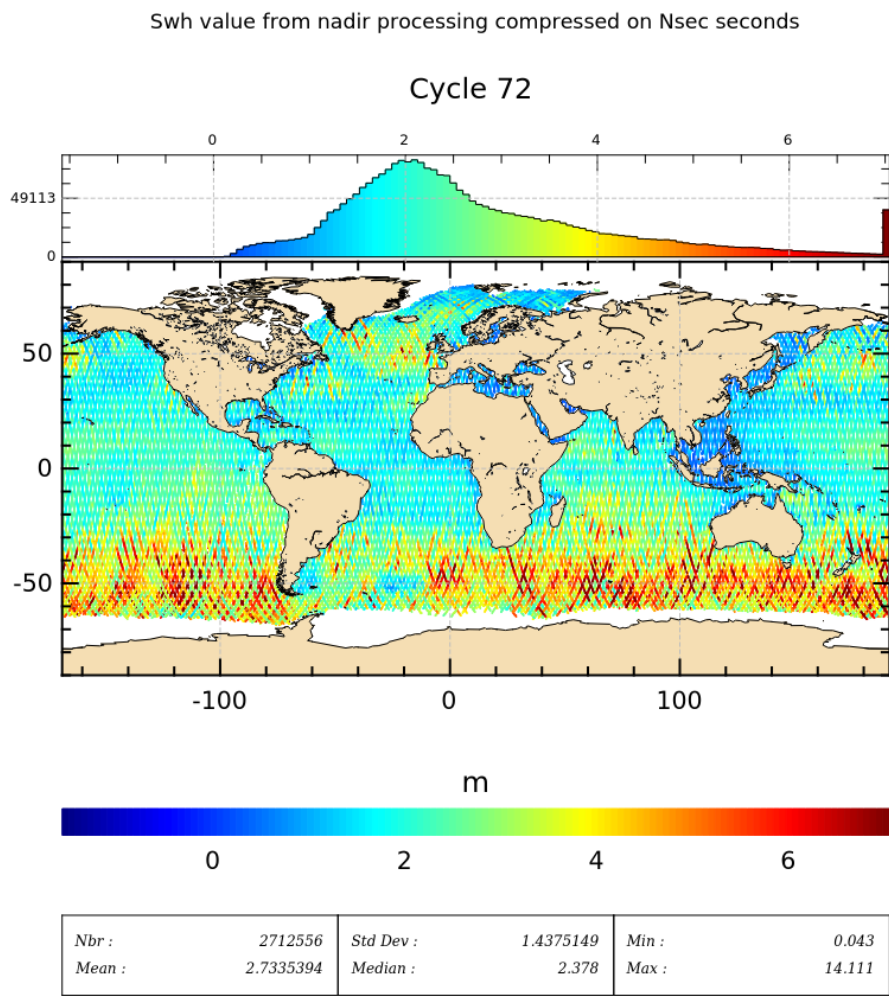 Swh value from nadir processing compressed on Nsec seconds
Cycle 72
0 2 4 6
49113
0
50
0
-50
-100 0 100
m
0 2 4 6
Nbr : 2712556 Std Dev : 1.4375149 Min : 0.043
Mean : 2.7335394 Median : 2.378 Max : 14.111